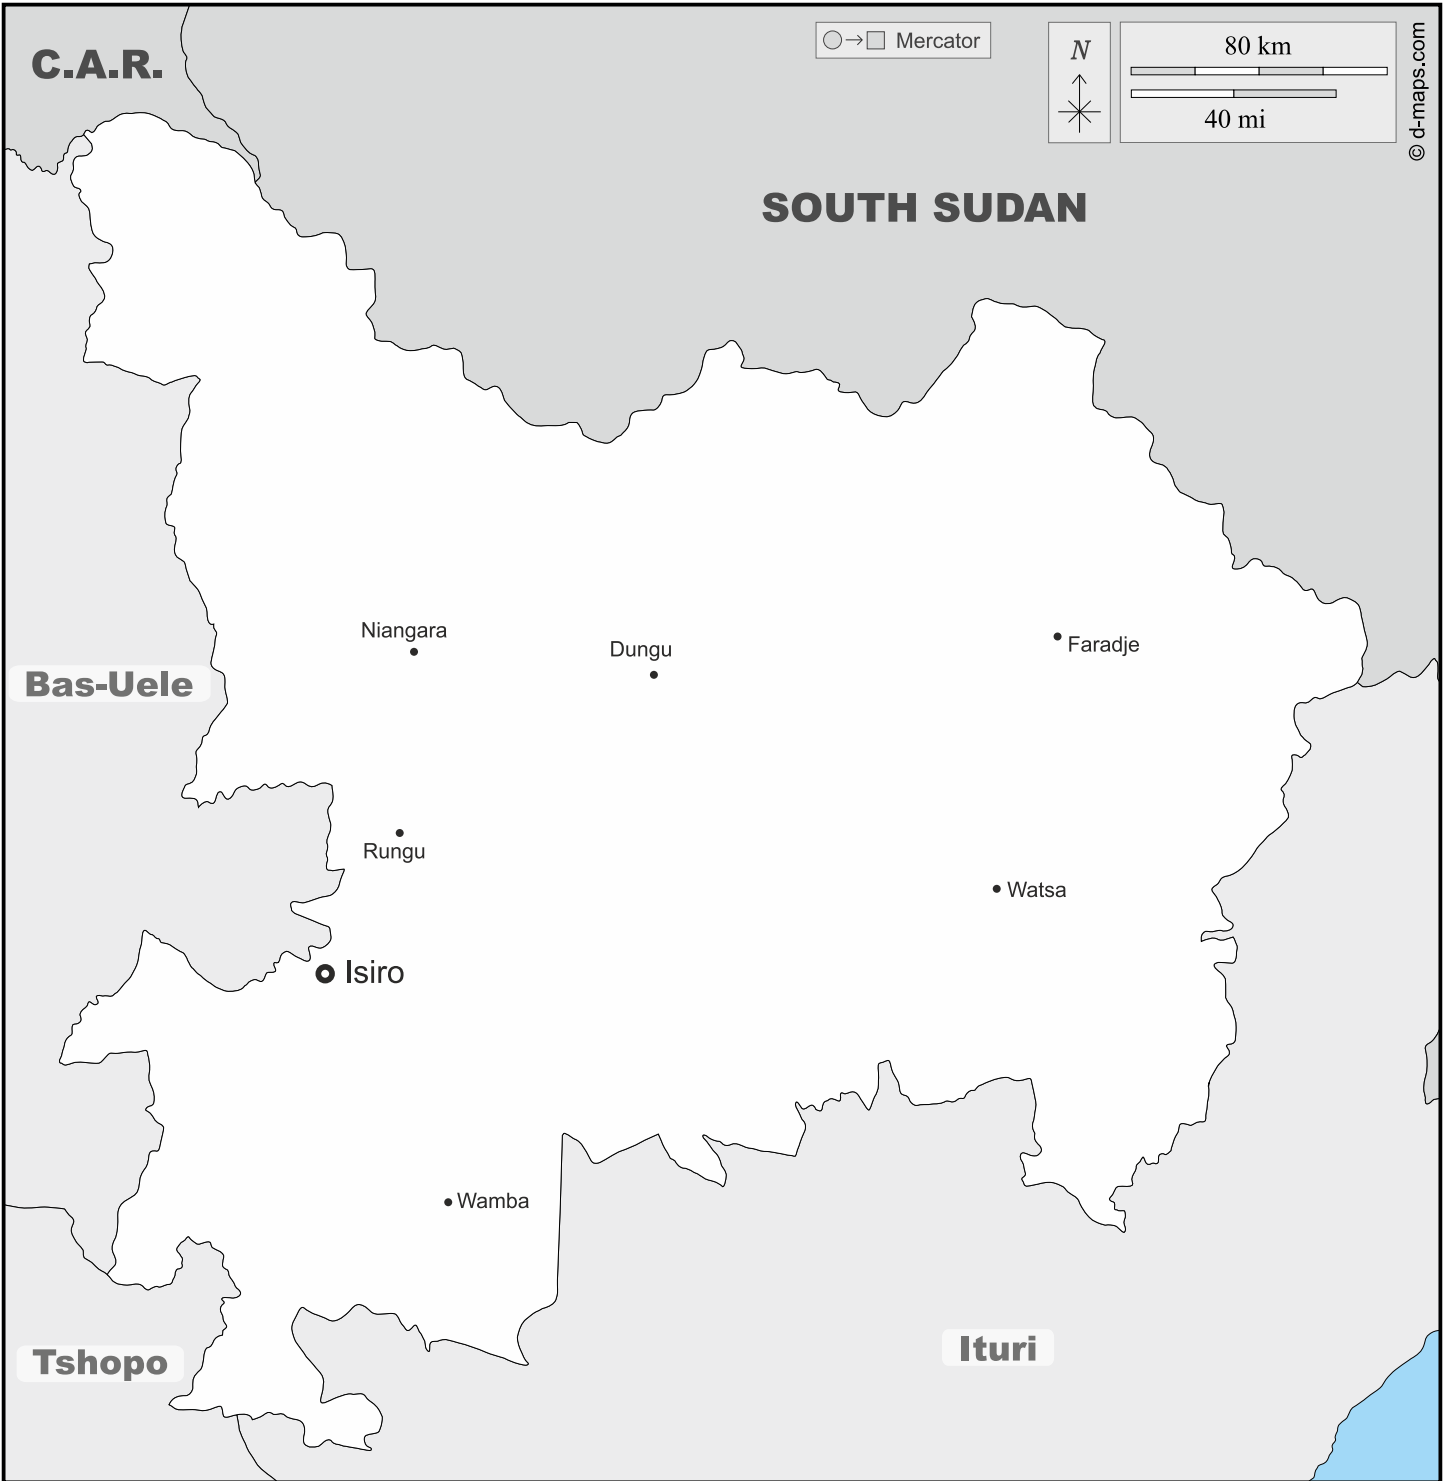 C.A.R.
Mercator
N
80 km
40 mi
© d-maps.com
SOUTH SUDAN
Niangara
Dungu
Faradje
Bas-Uele
Rungu
Watsa
Isiro
Wamba
Ituri
Tshopo